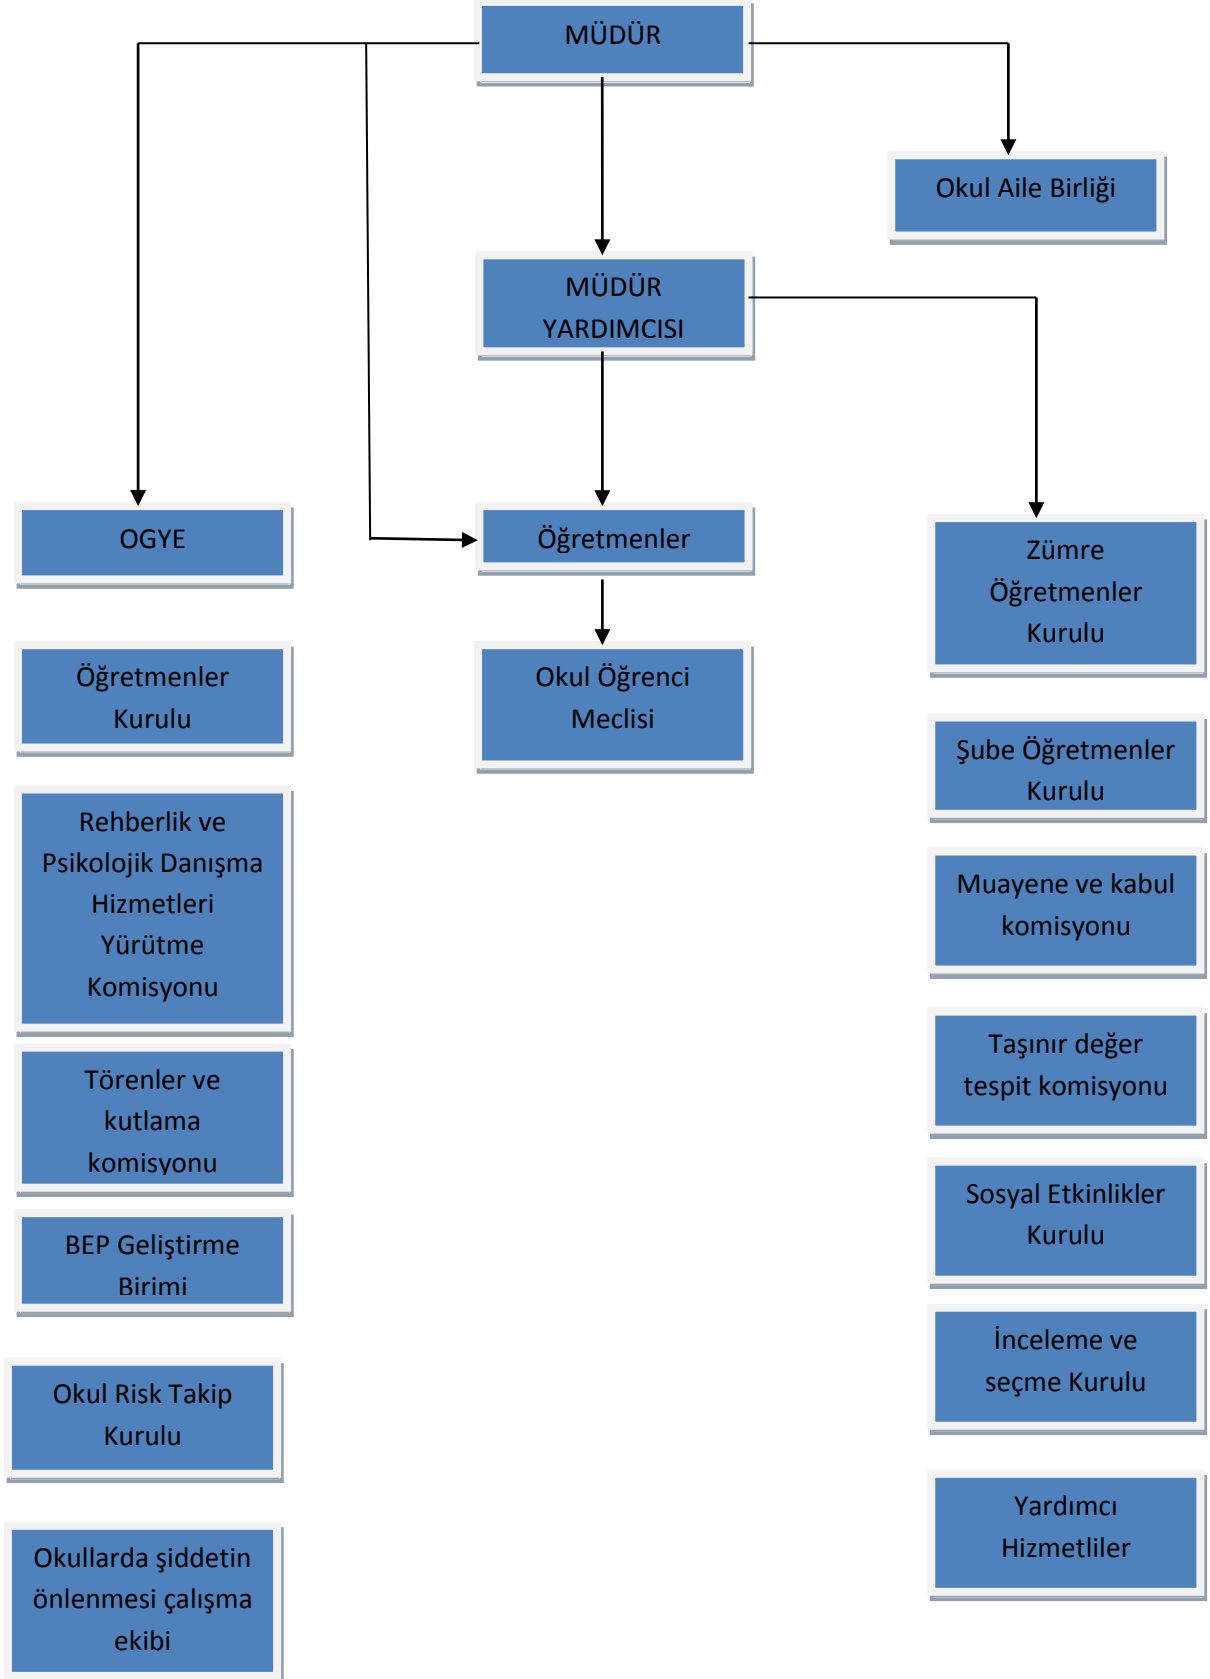 MÜDÜR
Okul Aile Birliği
MÜDÜR
YARDIMCISI
OGYE
Öğretmenler
Zümre
Öğretmenler
Kurulu
Öğretmenler
Kurulu
Okul Öğrenci
Meclisi
Şube Öğretmenler
Kurulu
Rehberlik ve
Psikolojik Danışma
Hizmetleri
Yürütme
Komisyonu
Muayene ve kabul
komisyonu
Törenler ve
kutlama
komisyonu
Taşınır değer
tespit komisyonu
BEP Geliştirme
Birimi
Sosyal Etkinlikler
Kurulu
Okul Risk Takip
Kurulu
İnceleme ve
seçme Kurulu
Okullarda şiddetin
önlenmesi çalışma
ekibi
Yardımcı
Hizmetliler